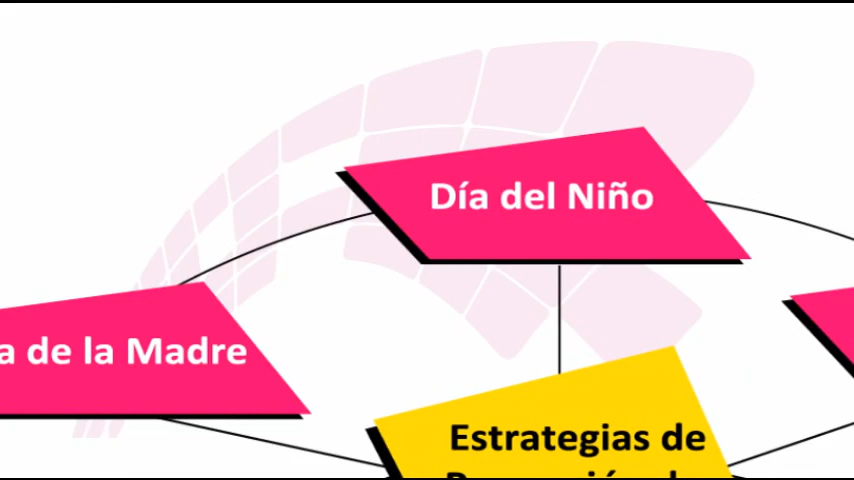 Día del Niño
a de la Madre
Estrategias de